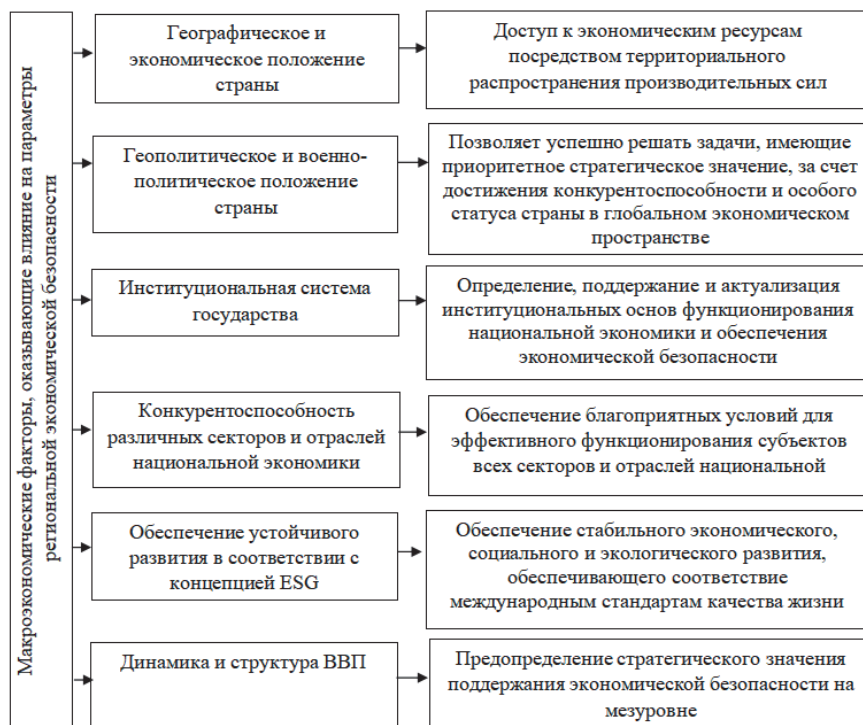 Макроэкономические факторы, оказывающие влияние на параметры
региональной экономической безопасности
Географическое и
экономическое положение
страны
Доступ к экономическим ресурсам
посредством территориального
распространения производительных сил
Геополитическое и военно-
политическое положение
страны
Позволяет успешно решать задачи, имеющие
приоритетное стратегическое значение, за счет
достижения конкурентоспособности и особого
статуса страны в глобальном экономическом
пространстве
Институциональная система
государства
Определение, поддержание и актуализация
институциональных основ функционирования
национальной экономики и обеспечения
экономической безопасности
Конкурентоспособность
различных секторов и отраслей
национальной экономики
Обеспечение благоприятных условий для
эффективного функционирования субъектов
всех секторов и отраслей национальной
Обеспечение устойчивого
развития в соответствии с
концепцией ESG
Обеспечение стабильного экономического,
социального и экологического развития,
обеспечивающего соответствие
международным стандартам качества жизни
Динамика и структура ВВП
Предопределение стратегического значения
поддержания экономической безопасности на
мезуровне